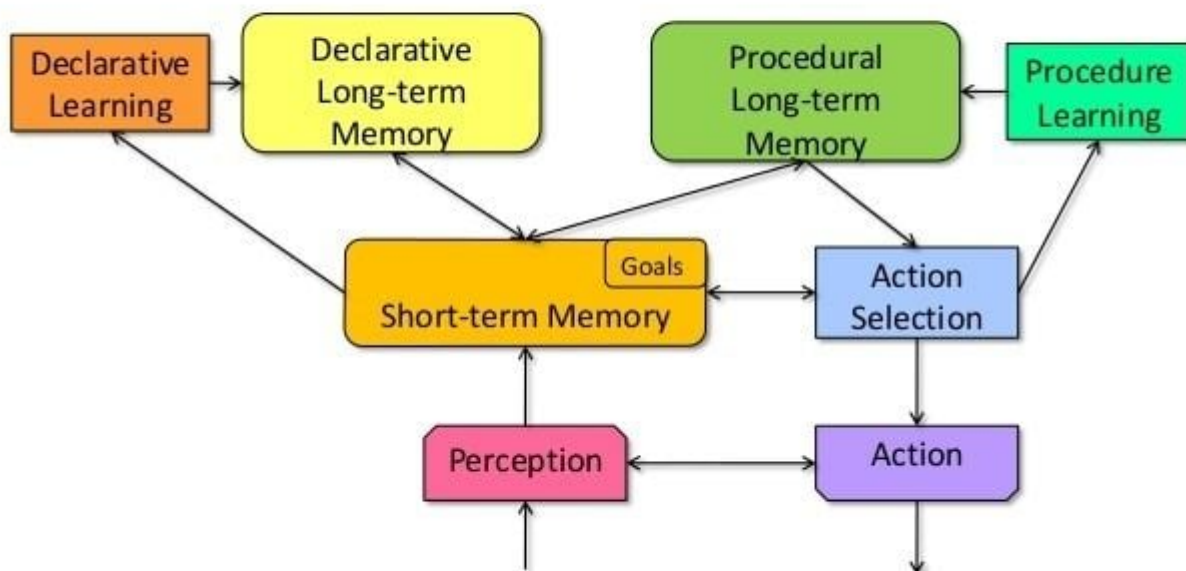 Declarative
Learning
Declarative
Long-term
Memory
Procedural
Long-term
Memory
Procedure
Learning
Goals
Short-term Memory
Action
Selection
Perception
Action